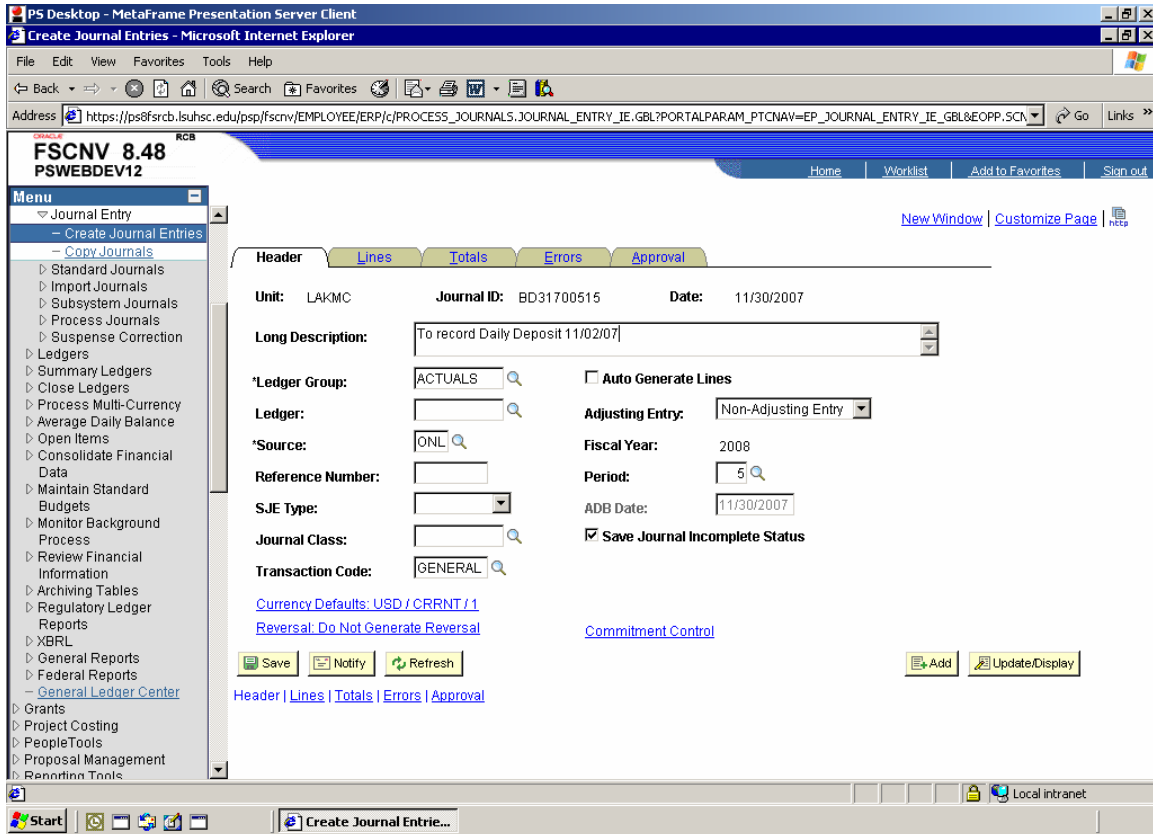 PS Desktop - MetaFrame Presentation Server Client
Create Journal Entries - Microsoft Internet Explorer
File Edit View Favorites Tools Help
Back Search Favorites
Address https://ps8fsrcb.lsuhsc.edu/psp/fscnv/EMPLOYEE/ERP/c/PROCESS_JOURNALS.JOURNAL_ENTRY_IE.GBL?PORTALPARAM_PTCNAV=EP_JOURNAL_ENTRY_IE_GBL&EOPP.SCN Go Links »
ORACLE RCB
FSCNV 8.48
PSWEBDEV12
Home Worklist Add to Favorites Sign out
Menu
Journal Entry
– Create Journal Entries
– Copy Journals
Standard Journals
Import Journals
Subsystem Journals
Process Journals
Suspense Correction
Ledgers
Summary Ledgers
Close Ledgers
Process Multi-Currency
Average Daily Balance
Open Items
Consolidate Financial
Data
Maintain Standard
Budgets
Monitor Background
Process
Review Financial
Information
Archiving Tables
Regulatory Ledger
Reports
XBRL
General Reports
Federal Reports
– General Ledger Center
Grants
Project Costing
PeopleTools
Proposal Management
Reporting Tools
New Window | Customize Page | http
Header Lines Totals Errors Approval
Unit: LAKMC Journal ID: BD31700515 Date: 11/30/2007
Long Description: To record Daily Deposit 11/02/07
*Ledger Group: ACTUALS Auto Generate Lines
Ledger: Adjusting Entry: Non-Adjusting Entry
*Source: ONL Fiscal Year: 2008
Reference Number: Period: 5
SJE Type: ADB Date: 11/30/2007
Journal Class: Save Journal Incomplete Status
Transaction Code: GENERAL
Currency Defaults: USD / CRRNT / 1
Reversal: Do Not Generate Reversal Commitment Control
Save Notify Refresh Add Update/Display
Header | Lines | Totals | Errors | Approval
Local intranet
Start Create Journal Entrie...